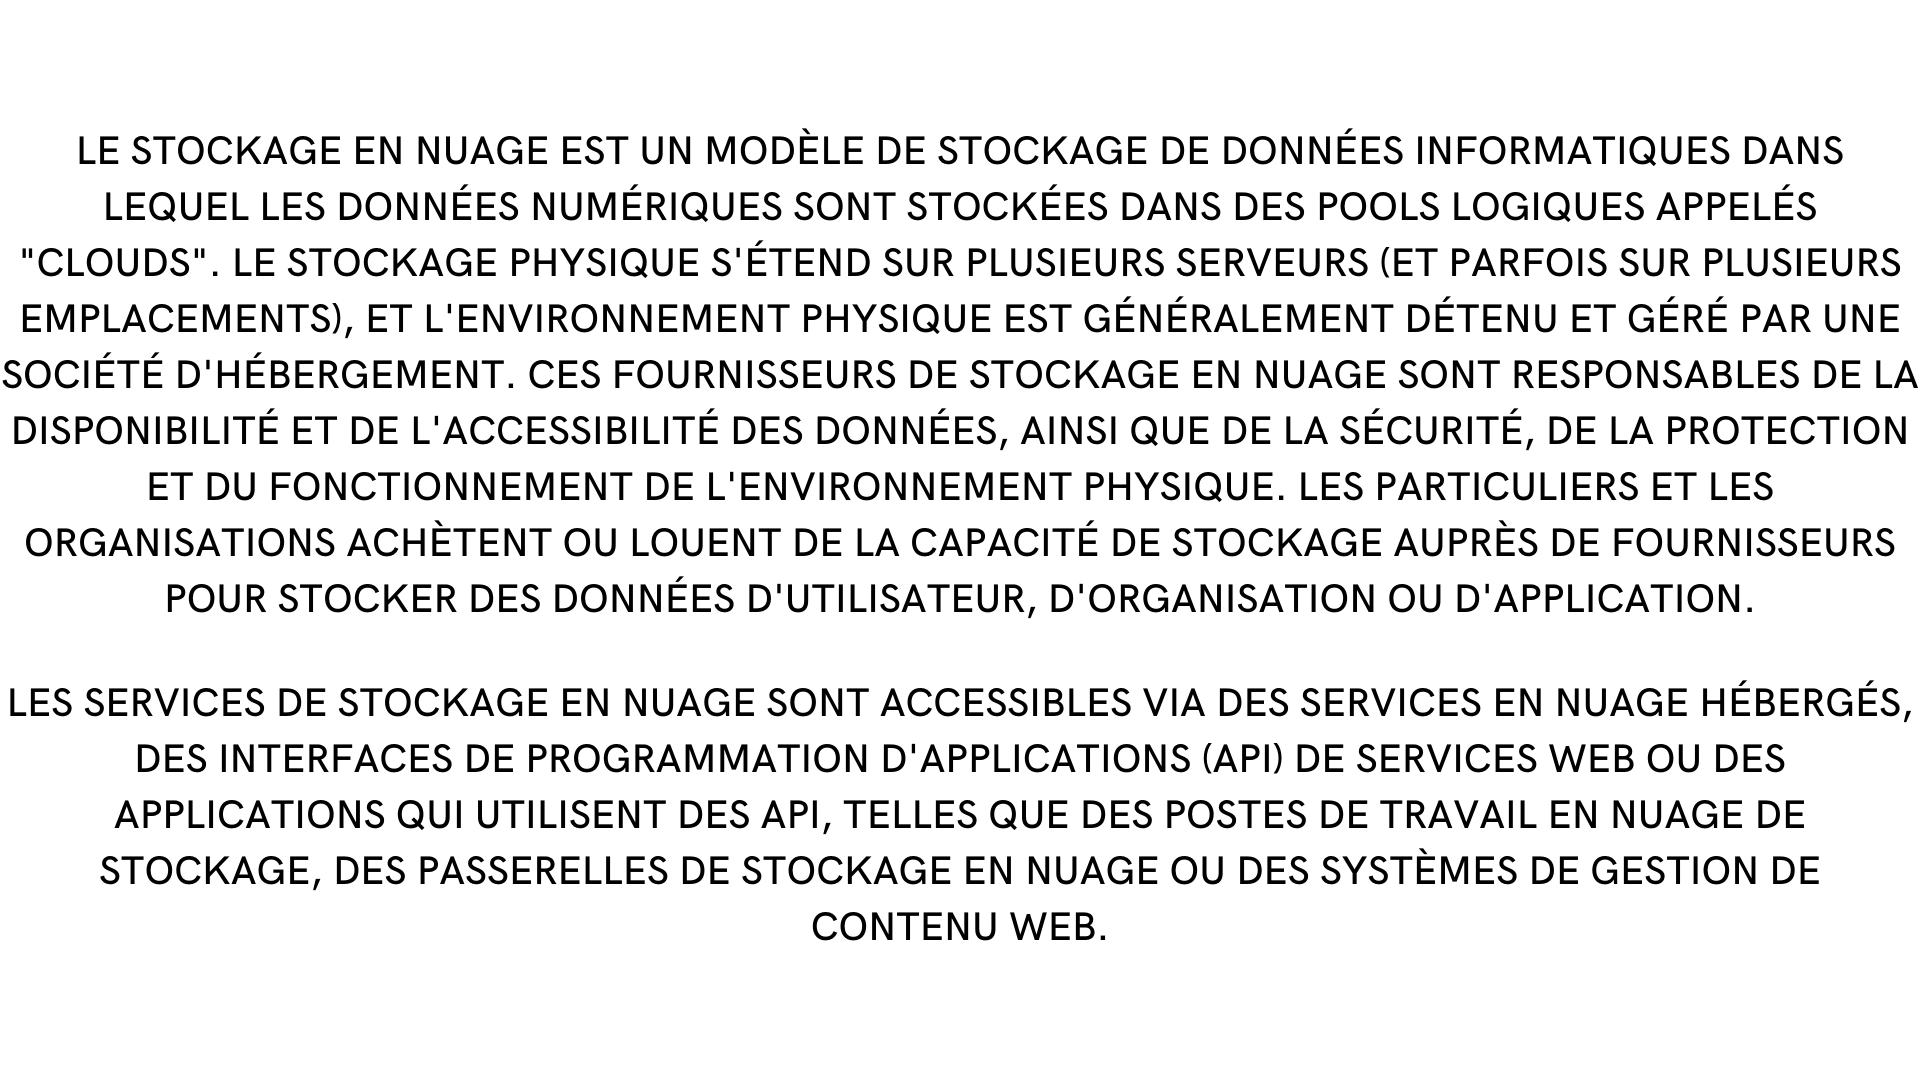 LE STOCKAGE EN NUAGE EST UN MODÈLE DE STOCKAGE DE DONNÉES INFORMATIQUES DANS
LEQUEL LES DONNÉES NUMÉRIQUES SONT STOCKÉES DANS DES POOLS LOGIQUES APPELÉS
"CLOUDS". LE STOCKAGE PHYSIQUE S'ÉTEND SUR PLUSIEURS SERVEURS (ET PARFOIS SUR PLUSIEURS
EMPLACEMENTS), ET L'ENVIRONNEMENT PHYSIQUE EST GÉNÉRALEMENT DÉTENU ET GÉRÉ PAR UNE
SOCIÉTÉ D'HÉBERGEMENT. CES FOURNISSEURS DE STOCKAGE EN NUAGE SONT RESPONSABLES DE LA
DISPONIBILITÉ ET DE L'ACCESSIBILITÉ DES DONNÉES, AINSI QUE DE LA SÉCURITÉ, DE LA PROTECTION
ET DU FONCTIONNEMENT DE L'ENVIRONNEMENT PHYSIQUE. LES PARTICULIERS ET LES
ORGANISATIONS ACHÈTENT OU LOUENT DE LA CAPACITÉ DE STOCKAGE AUPRÈS DE FOURNISSEURS
POUR STOCKER DES DONNÉES D'UTILISATEUR, D'ORGANISATION OU D'APPLICATION.
LES SERVICES DE STOCKAGE EN NUAGE SONT ACCESSIBLES VIA DES SERVICES EN NUAGE HÉBERGÉS,
DES INTERFACES DE PROGRAMMATION D'APPLICATIONS (API) DE SERVICES WEB OU DES
APPLICATIONS QUI UTILISENT DES API, TELLES QUE DES POSTES DE TRAVAIL EN NUAGE DE
STOCKAGE, DES PASSERELLES DE STOCKAGE EN NUAGE OU DES SYSTÈMES DE GESTION DE
CONTENU WEB.